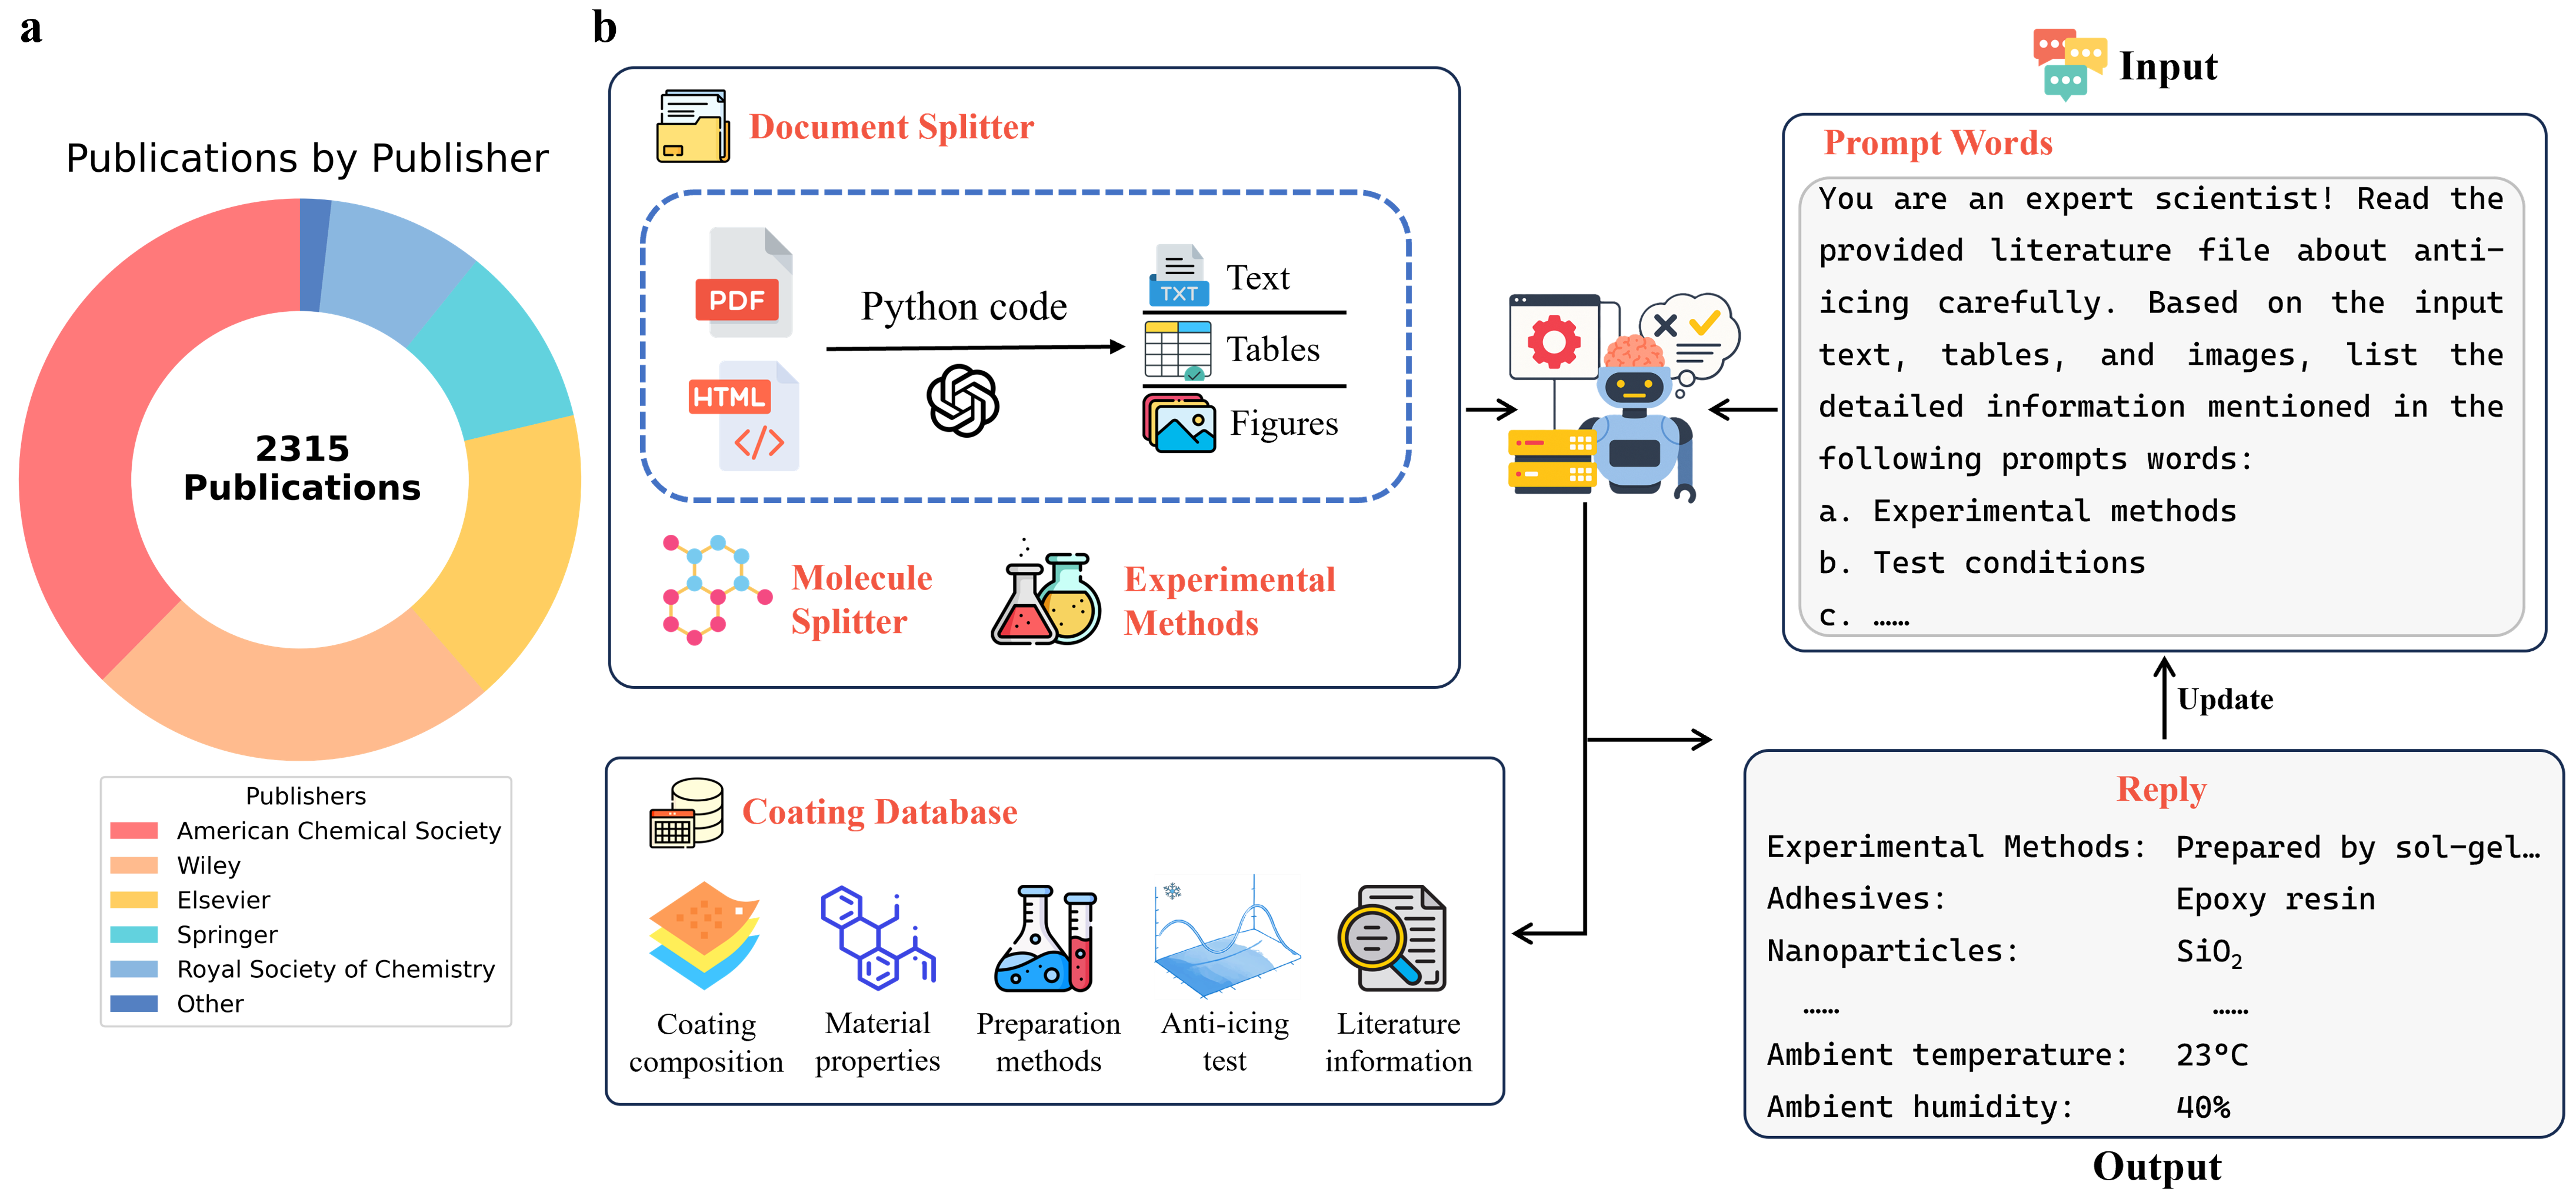 a
Publications by Publisher
2315
Publications
Publishers
American Chemical Society
Wiley
Elsevier
Springer
Royal Society of Chemistry
Other
b
Document Splitter
PDF
HTML
</>
Python code
TXT
Text
Tables
Figures
Molecule
Splitter
Experimental
Methods
Input
Prompt Words
You are an expert scientist! Read the
provided literature file about anti-
icing carefully. Based on the input
text, tables, and images, list the
detailed information mentioned in the
following prompts words:
a. Experimental methods
b. Test conditions
c. ……
Update
Coating Database
Coating
composition
Material
properties
Preparation
methods
Anti-icing
test
Literature
information
Reply
Experimental Methods: Prepared by sol-gel…
Adhesives: Epoxy resin
Nanoparticles: SiO₂
…… ……
Ambient temperature: 23°C
Ambient humidity: 40%
Output